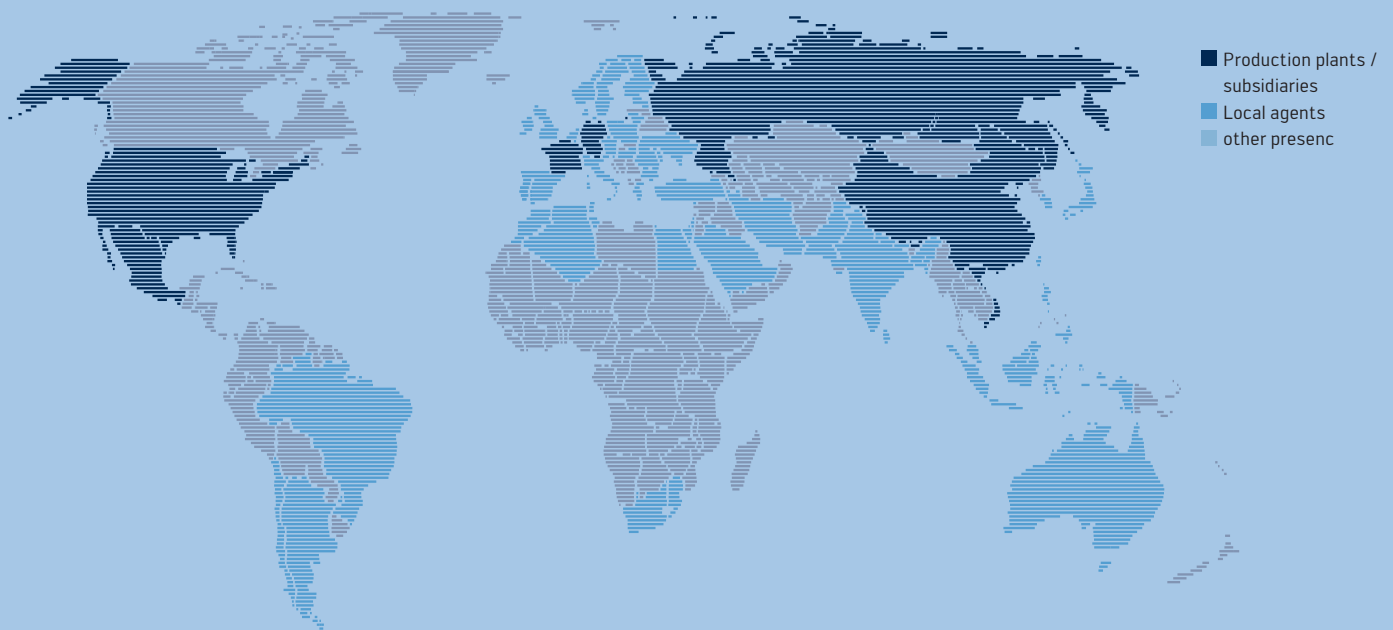 Production plants /
subsidiaries
Local agents
other presenc